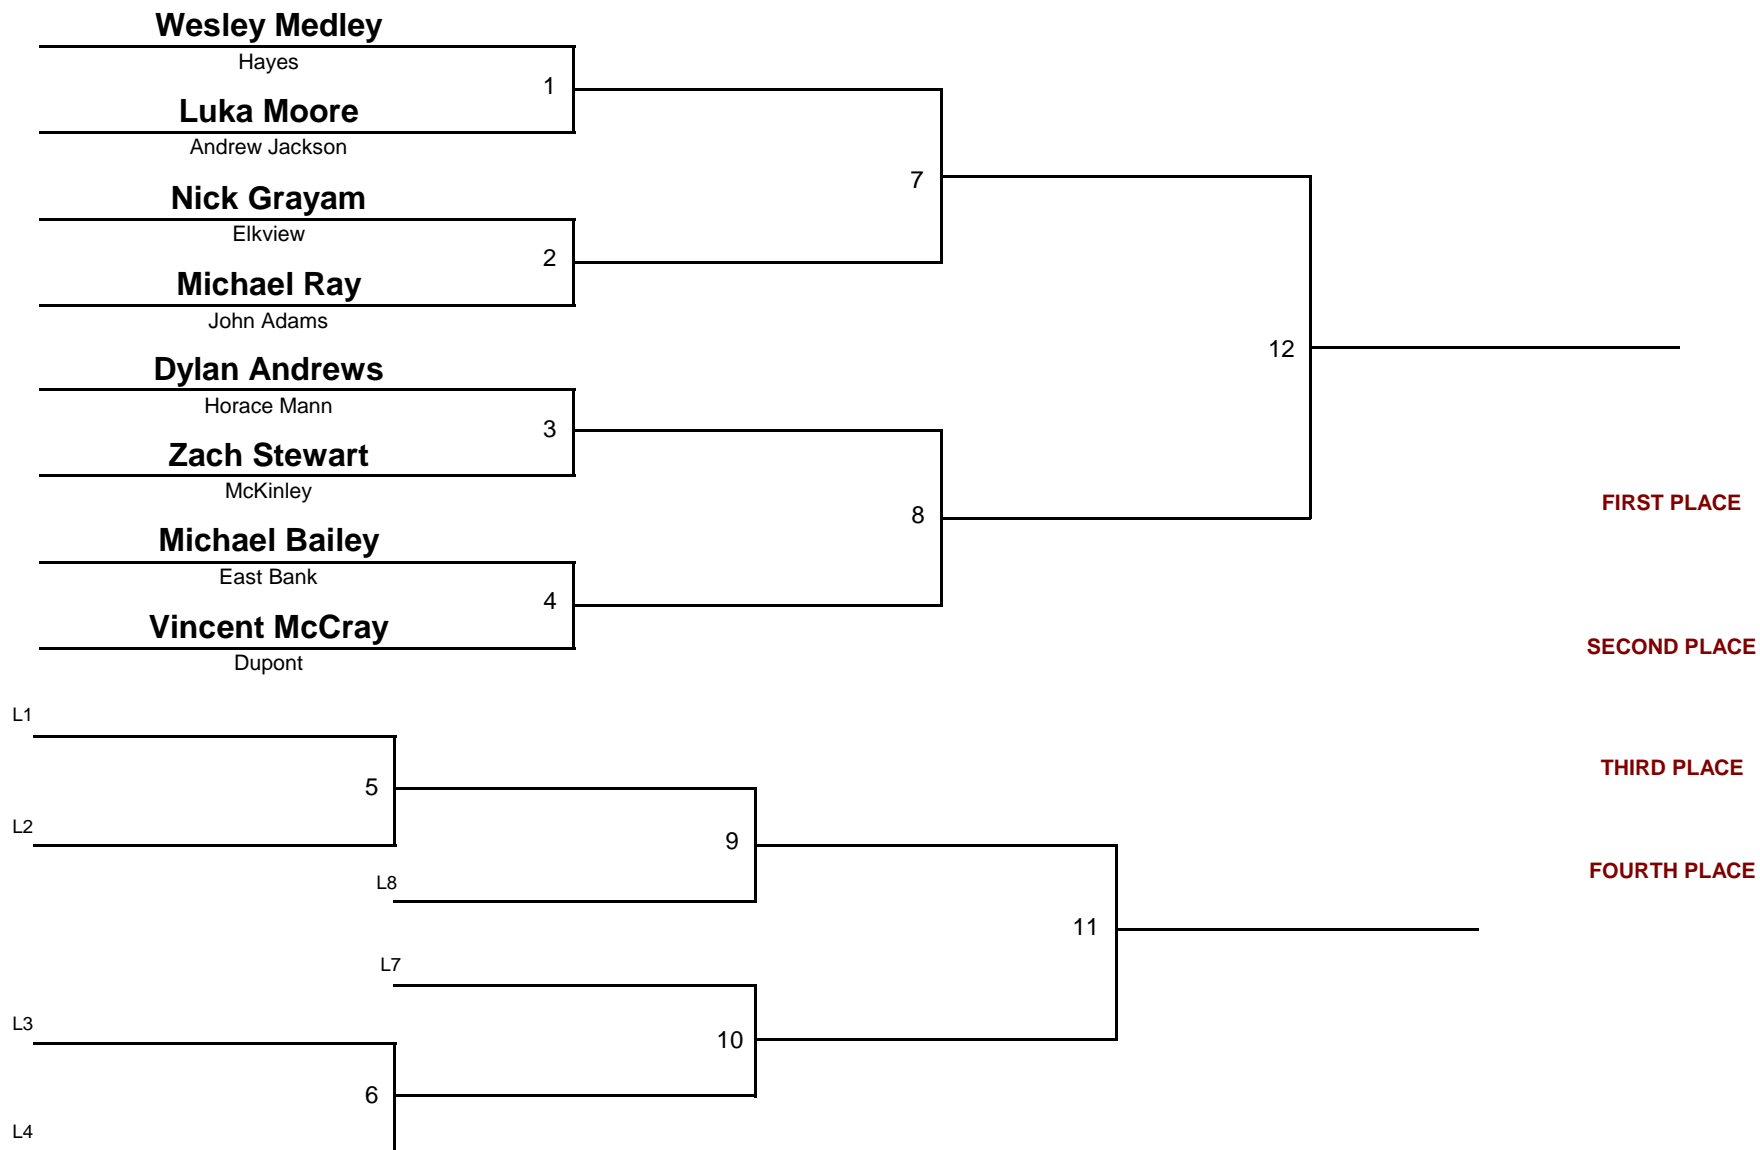 Wesley Medley
Hayes
1
Luka Moore
Andrew Jackson
7
Nick Grayam
Elkview
2
Michael Ray
John Adams
12
Dylan Andrews
Horace Mann
3
Zach Stewart
McKinley
FIRST PLACE
8
Michael Bailey
East Bank
4
Vincent McCray
Dupont
SECOND PLACE
L1
THIRD PLACE
5
L2
9
FOURTH PLACE
L8
11
L7
L3
10
6
L4